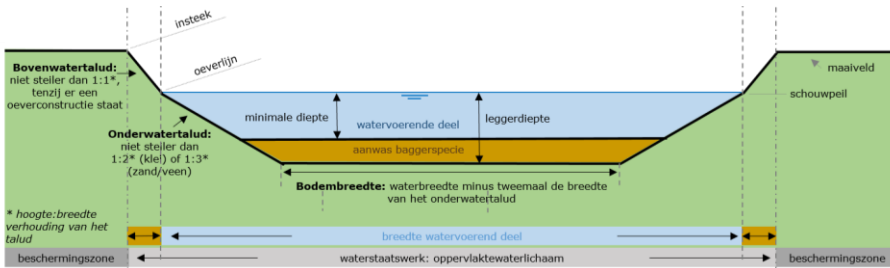 insteek
Bovenwatertalud:
niet steiler dan 1:1*,
tenzij er een
oeverconstructie staat
oeverlijn
maaiveld
schouwpeil
minimale diepte
watervoerende deel
leggerdiepte
Onderwatertalud:
niet steiler dan
1:2* (klei) of 1:3*
(zand/veen)
aanwas baggerspecie
Bodembreedte: waterbreedte minus tweemaal de breedte
van het onderwatertalud
* hoogte:breedte
verhouding van het
talud
breedte watervoerend deel
beschermingszone
waterstaatswerk: oppervlaktewaterlichaam
beschermingszone